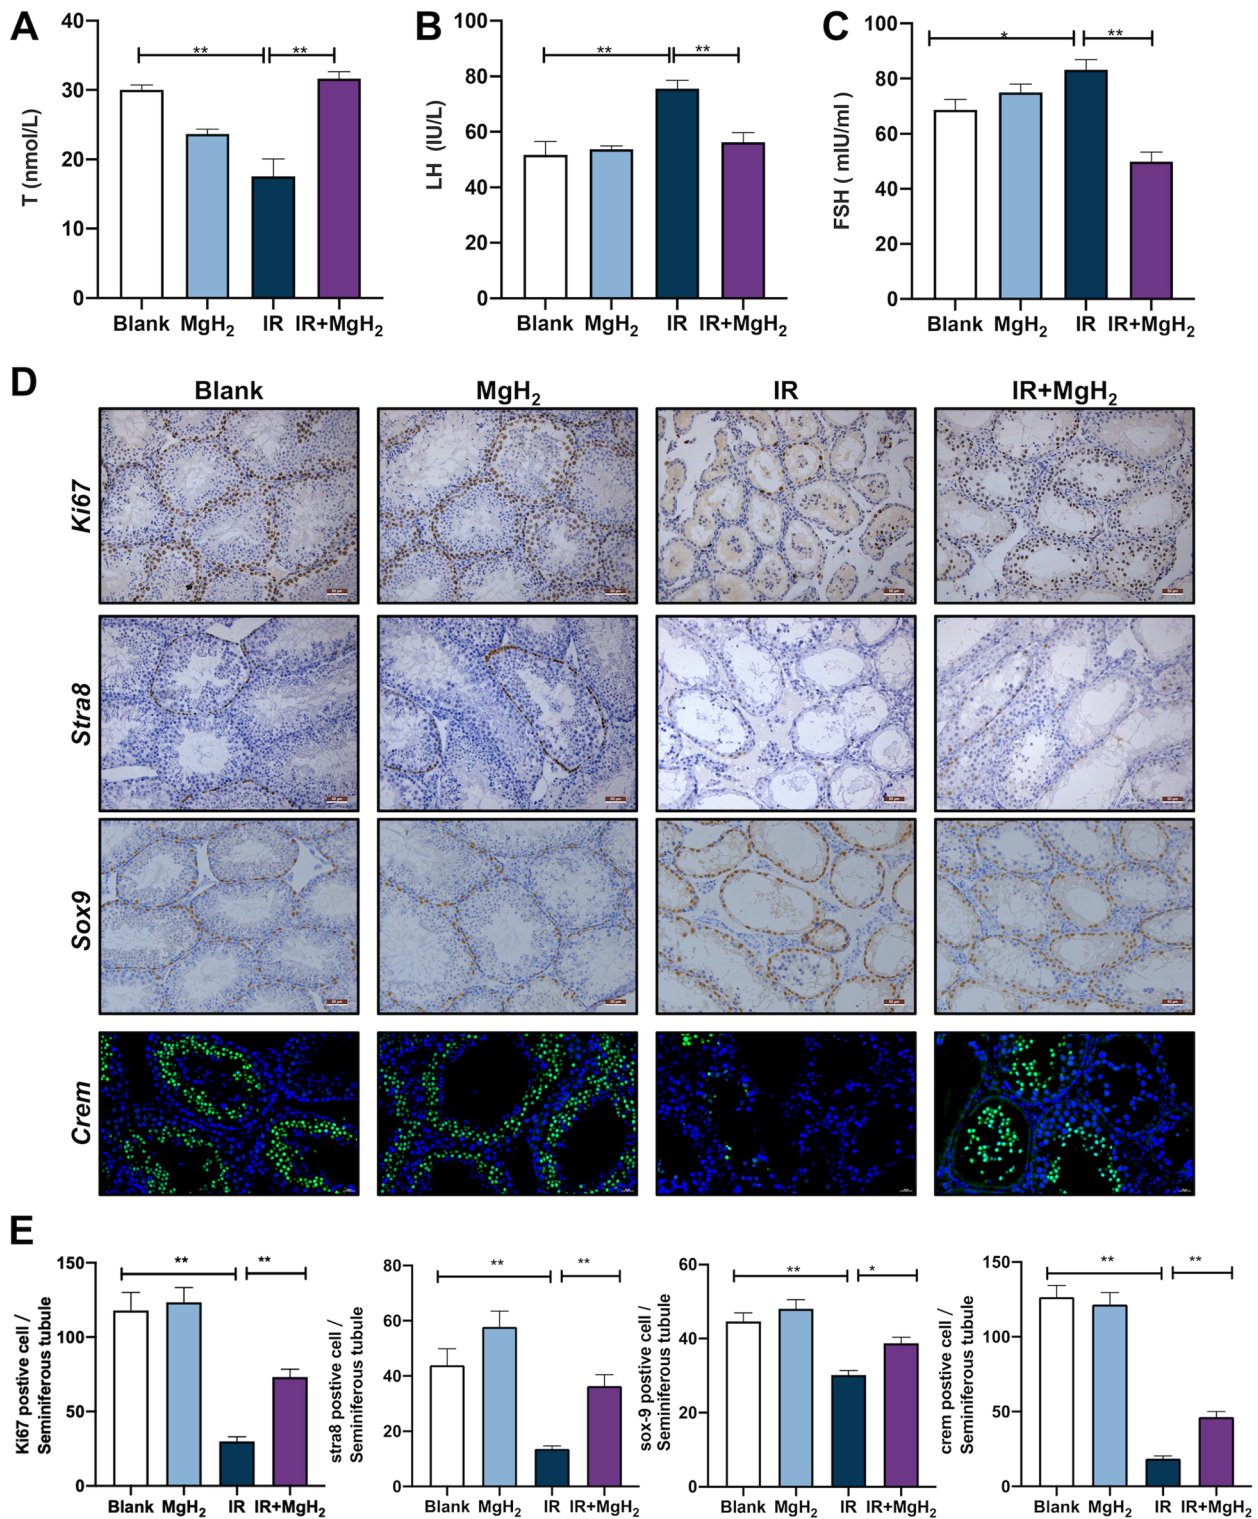 A
T (nmol/L)
40
30
20
10
0
**
**
Blank MgH₂ IR IR+MgH₂
B
LH (IU/L)
100
80
60
40
20
0
**
**
Blank MgH₂ IR IR+MgH₂
C
FSH ( mIU/ml )
100
80
60
40
20
0
*
**
Blank MgH₂ IR IR+MgH₂
D
Blank MgH₂ IR IR+MgH₂
Ki67
Stra8
Sox9
Crem
E
Ki67 postive cell /
Seminiferous tubule
150
100
50
0
**
**
Blank MgH₂ IR IR+MgH₂
stra8 postive cell /
Seminiferous tubule
80
60
40
20
0
**
**
Blank MgH₂ IR IR+MgH₂
sox-9 postive cell /
Seminiferous tubule
60
40
20
0
**
*
Blank MgH₂ IR IR+MgH₂
crem postive cell /
Seminiferous tubule
150
100
50
0
**
**
Blank MgH₂ IR IR+MgH₂